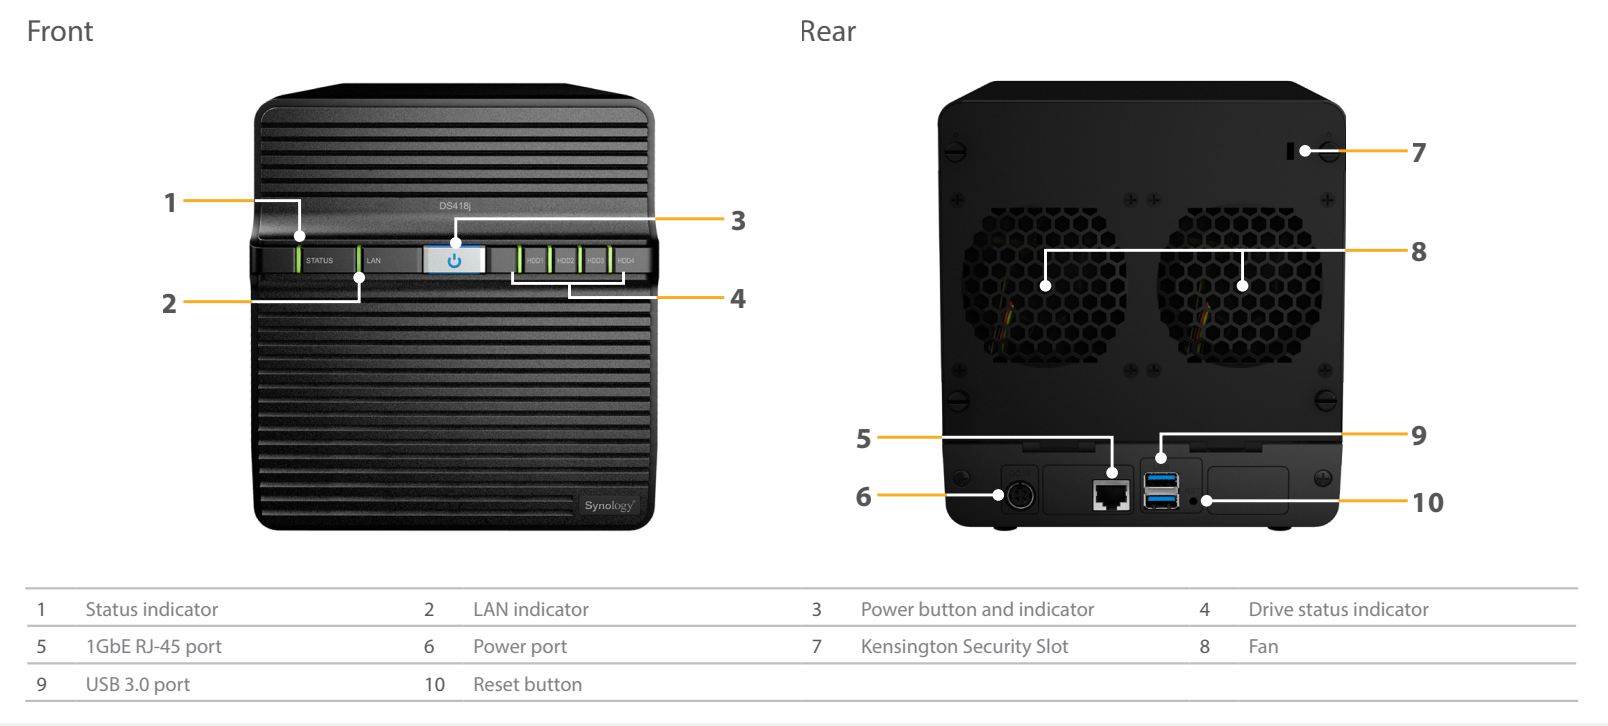 Front
Rear
DS418j
1
3
7
STATUS
LAN
HDD1
HDD2
HDD3
HDD4
8
2
4
Synology
5
9
6
10
1 Status indicator 2 LAN indicator 3 Power button and indicator 4 Drive status indicator
5 1GbE RJ-45 port 6 Power port 7 Kensington Security Slot 8 Fan
9 USB 3.0 port 10 Reset button